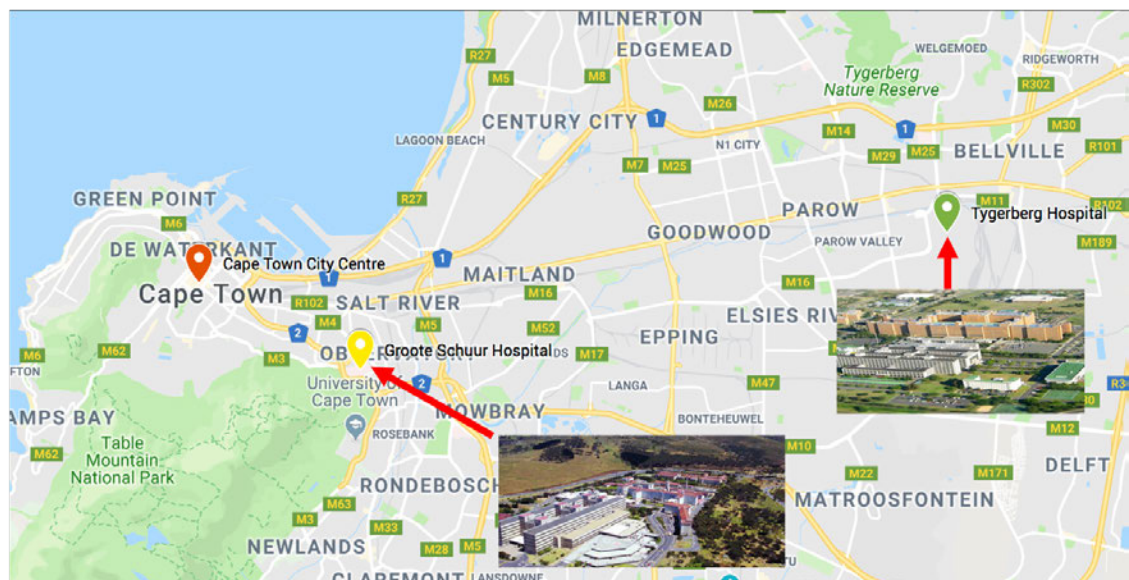 MILNERTON
EDGEMEAD
WELGEMOED
RIDGEWORTH
R27
M5
M8
Tygerberg
Nature Reserve
R302
M26
CENTURY CITY
1
M14
1
M30
LAGOON BEACH
N1 CITY
M29
M25
BELLVILLE
R101
M7
M25
GREEN POINT
R27
PAROW
M11
R102
M6
Tygerberg Hospital
DE WATERKANT
GOODWOOD
PAROW VALLEY
M189
Cape Town City Centre
1
1
MAITLAND
Cape Town
R102
SALT RIVER
M16
M16
M4
M5
M52
ELSIES
2
EPPING
M6
M62
M3
Groote Schuur Hospital
DS
M17
University of
Cape Town
2
LANGA
M47
AMPS BAY
MOWBRAY
BONTEHEUWEL
Table
Mountain
National Park
ROSEBANK
M12
M62
M10
DELFT
RONDEBOSCH
M22
M171
MATROOSFONTEIN
M63
M3
M33
NEWLANDS
M28
M5
CLAREMONT
LANSDOWNE